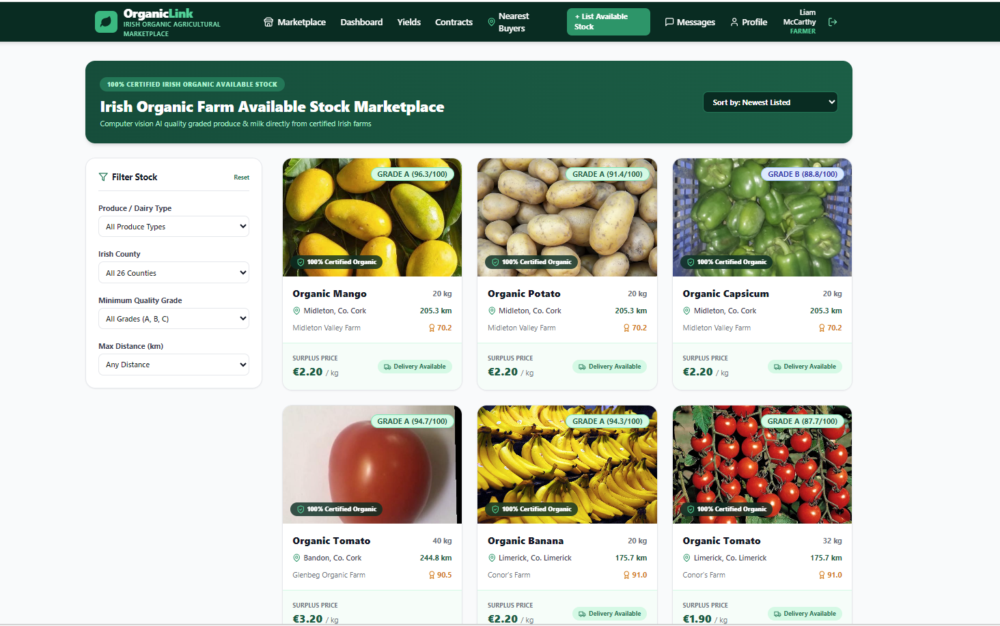 OrganicLink
IRISH ORGANIC AGRICULTURAL
MARKETPLACE
Marketplace
Dashboard
Yields
Contracts
Nearest
Buyers
+ List Available
Stock
Messages
Profile
Liam
McCarthy
FARMER
100% CERTIFIED IRISH ORGANIC AVAILABLE STOCK
Irish Organic Farm Available Stock Marketplace
Computer vision AI quality graded produce & milk directly from certified Irish farms
Sort by: Newest Listed
Filter Stock
Reset
Produce / Dairy Type
All Produce Types
Irish County
All 26 Counties
Minimum Quality Grade
All Grades (A, B, C)
Max Distance (km)
Any Distance
GRADE A (96.3/100)
100% Certified Organic
Organic Mango 20 kg
Midleton, Co. Cork 205.3 km
Midleton Valley Farm 70.2
SURPLUS PRICE
€2.20 / kg
Delivery Available
GRADE A (91.4/100)
100% Certified Organic
Organic Potato 20 kg
Midleton, Co. Cork 205.3 km
Midleton Valley Farm 70.2
SURPLUS PRICE
€2.20 / kg
Delivery Available
GRADE B (88.8/100)
100% Certified Organic
Organic Capsicum 20 kg
Midleton, Co. Cork 205.3 km
Midleton Valley Farm 70.2
SURPLUS PRICE
€2.20 / kg
Delivery Available
GRADE A (94.7/100)
100% Certified Organic
Organic Tomato 40 kg
Bandon, Co. Cork 244.8 km
Glenbeg Organic Farm 90.5
SURPLUS PRICE
€3.20 / kg
GRADE A (94.3/100)
100% Certified Organic
Organic Banana 20 kg
Limerick, Co. Limerick 175.7 km
Conor's Farm 91.0
SURPLUS PRICE
€2.20 / kg
Delivery Available
GRADE A (87.7/100)
100% Certified Organic
Organic Tomato 32 kg
Limerick, Co. Limerick 175.7 km
Conor's Farm 91.0
SURPLUS PRICE
€1.90 / kg
Delivery Available